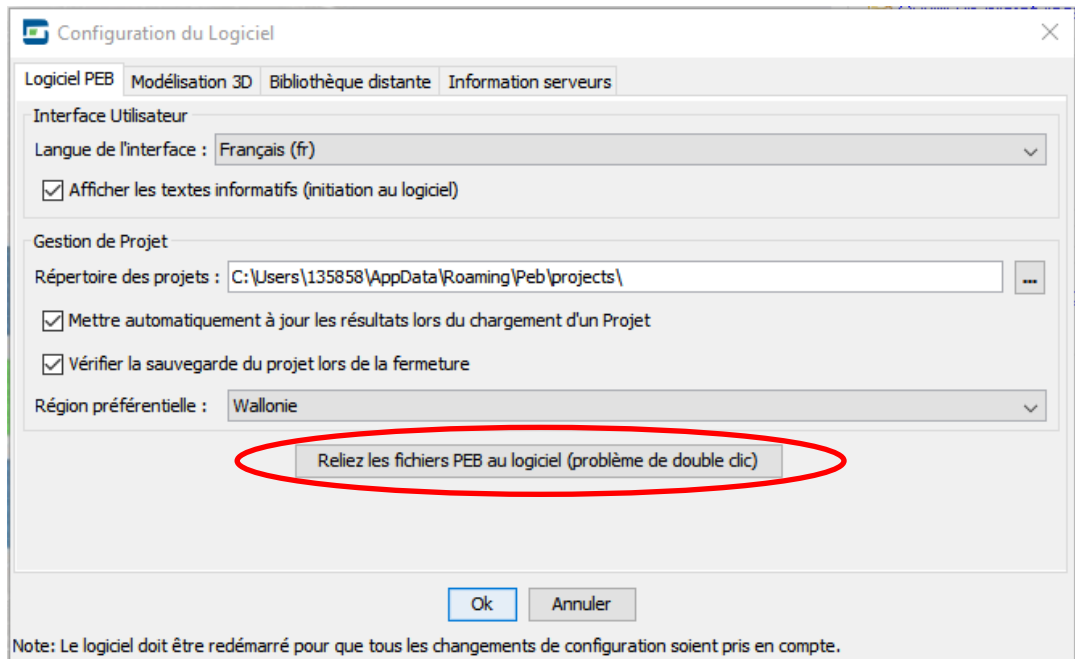 Configuration du Logiciel
Logiciel PEB Modélisation 3D Bibliothèque distante Information serveurs
Interface Utilisateur
Langue de l'interface : Français (fr)
Afficher les textes informatifs (initiation au logiciel)
Gestion de Projet
Répertoire des projets : C:\Users\135858\AppData\Roaming\Peb\projects\ ...
Mettre automatiquement à jour les résultats lors du chargement d'un Projet
Vérifier la sauvegarde du projet lors de la fermeture
Région préférentielle : Wallonie
Reliez les fichiers PEB au logiciel (problème de double clic)
Ok Annuler
Note: Le logiciel doit être redémarré pour que tous les changements de configuration soient pris en compte.